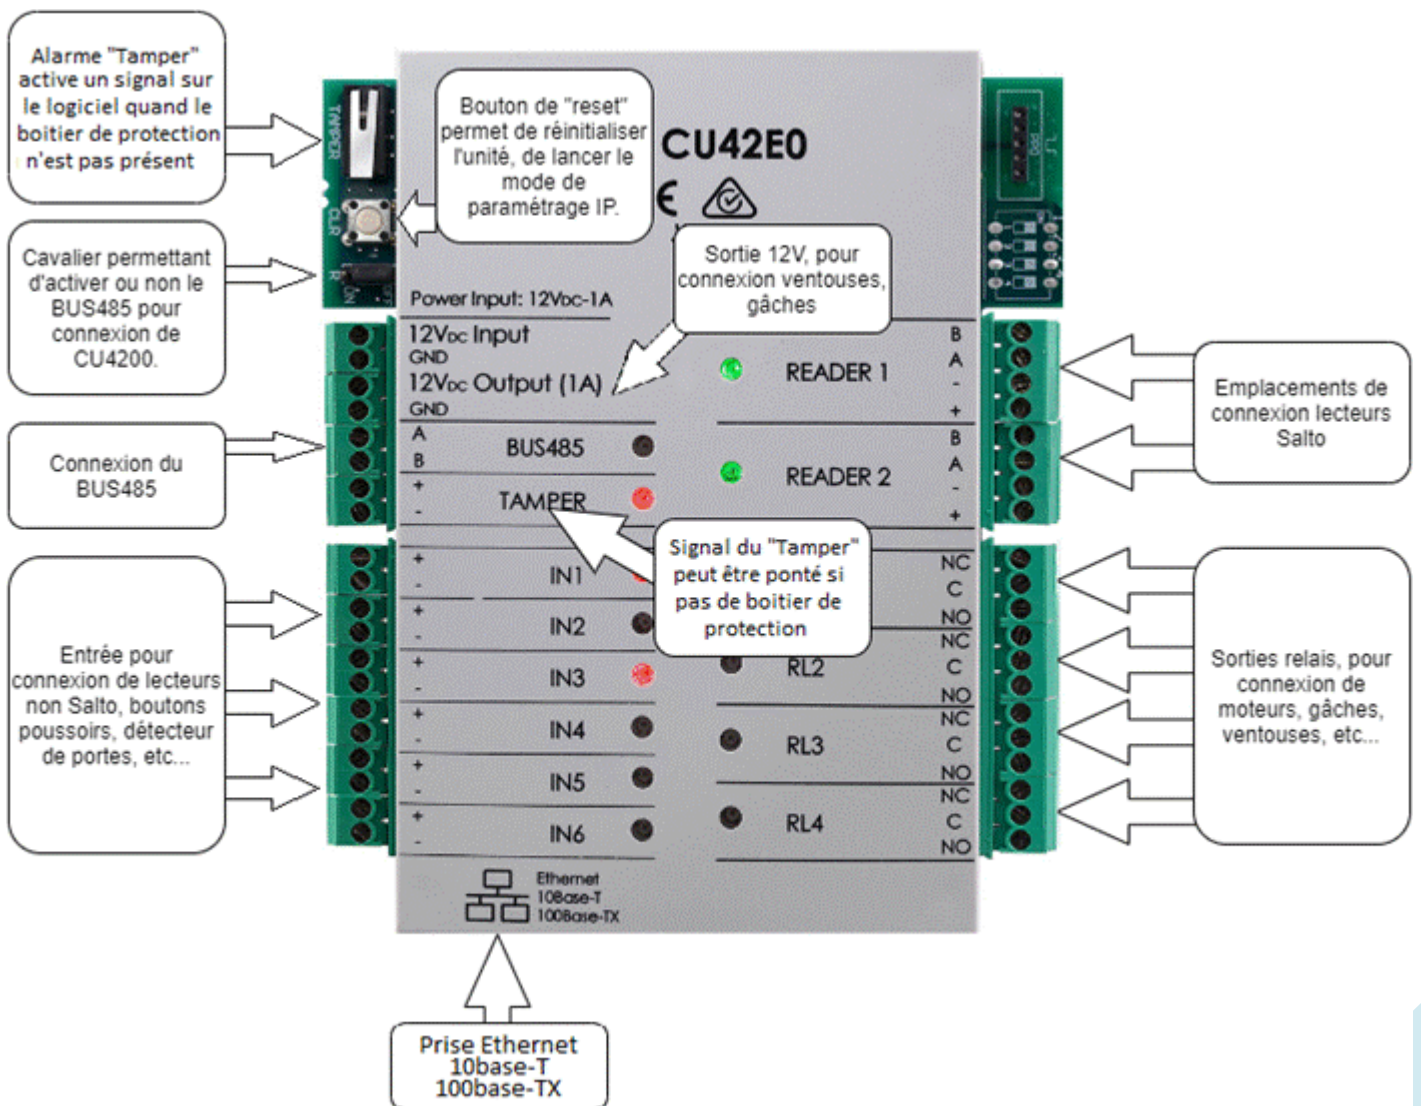 Alarme "Tamper"
active un signal sur
le logiciel quand le
boitier de protection
n'est pas présent
Cavalier permettant
d'activer ou non le
BUS485 pour
connexion de
CU4200.
Connexion du
BUS485
Entrée pour
connexion de lecteurs
non Salto, boutons
poussoirs, détecteur
de portes, etc...
TAMPER
CLR
R
ON
Bouton de "reset"
permet de réinitialiser
l'unité, de lancer le
mode de
paramétrage IP.
CU42E0
Sortie 12V, pour
connexion ventouses,
gâches
Power Input: 12VDC-1A
12VDC Input
GND
12VDC Output (1A)
GND
A
B
BUS485
+
-
TAMPER
Signal du "Tamper"
peut être ponté si
pas de boitier de
protection
+
-
IN1
+
-
IN2
+
-
IN3
+
-
IN4
+
-
IN5
+
-
IN6
READER 1
B
A
-
+
READER 2
B
A
-
+
NC
C
NO
RL2
NC
C
NO
RL3
NC
C
NO
RL4
NC
C
NO
Emplacements de
connexion lecteurs
Salto
Sorties relais, pour
connexion de
moteurs, gâches,
ventouses, etc...
Ethernet
10Base-T
100Base-TX
Prise Ethernet
10base-T
100base-TX